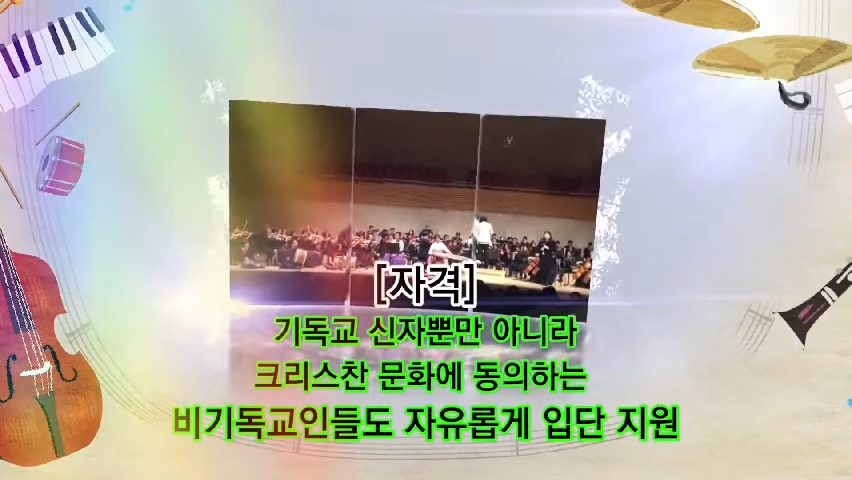 [자격]
기독교 신자뿐만 아니라
크리스찬 문화에 동의하는
비기독교인들도 자유롭게 입단 지원